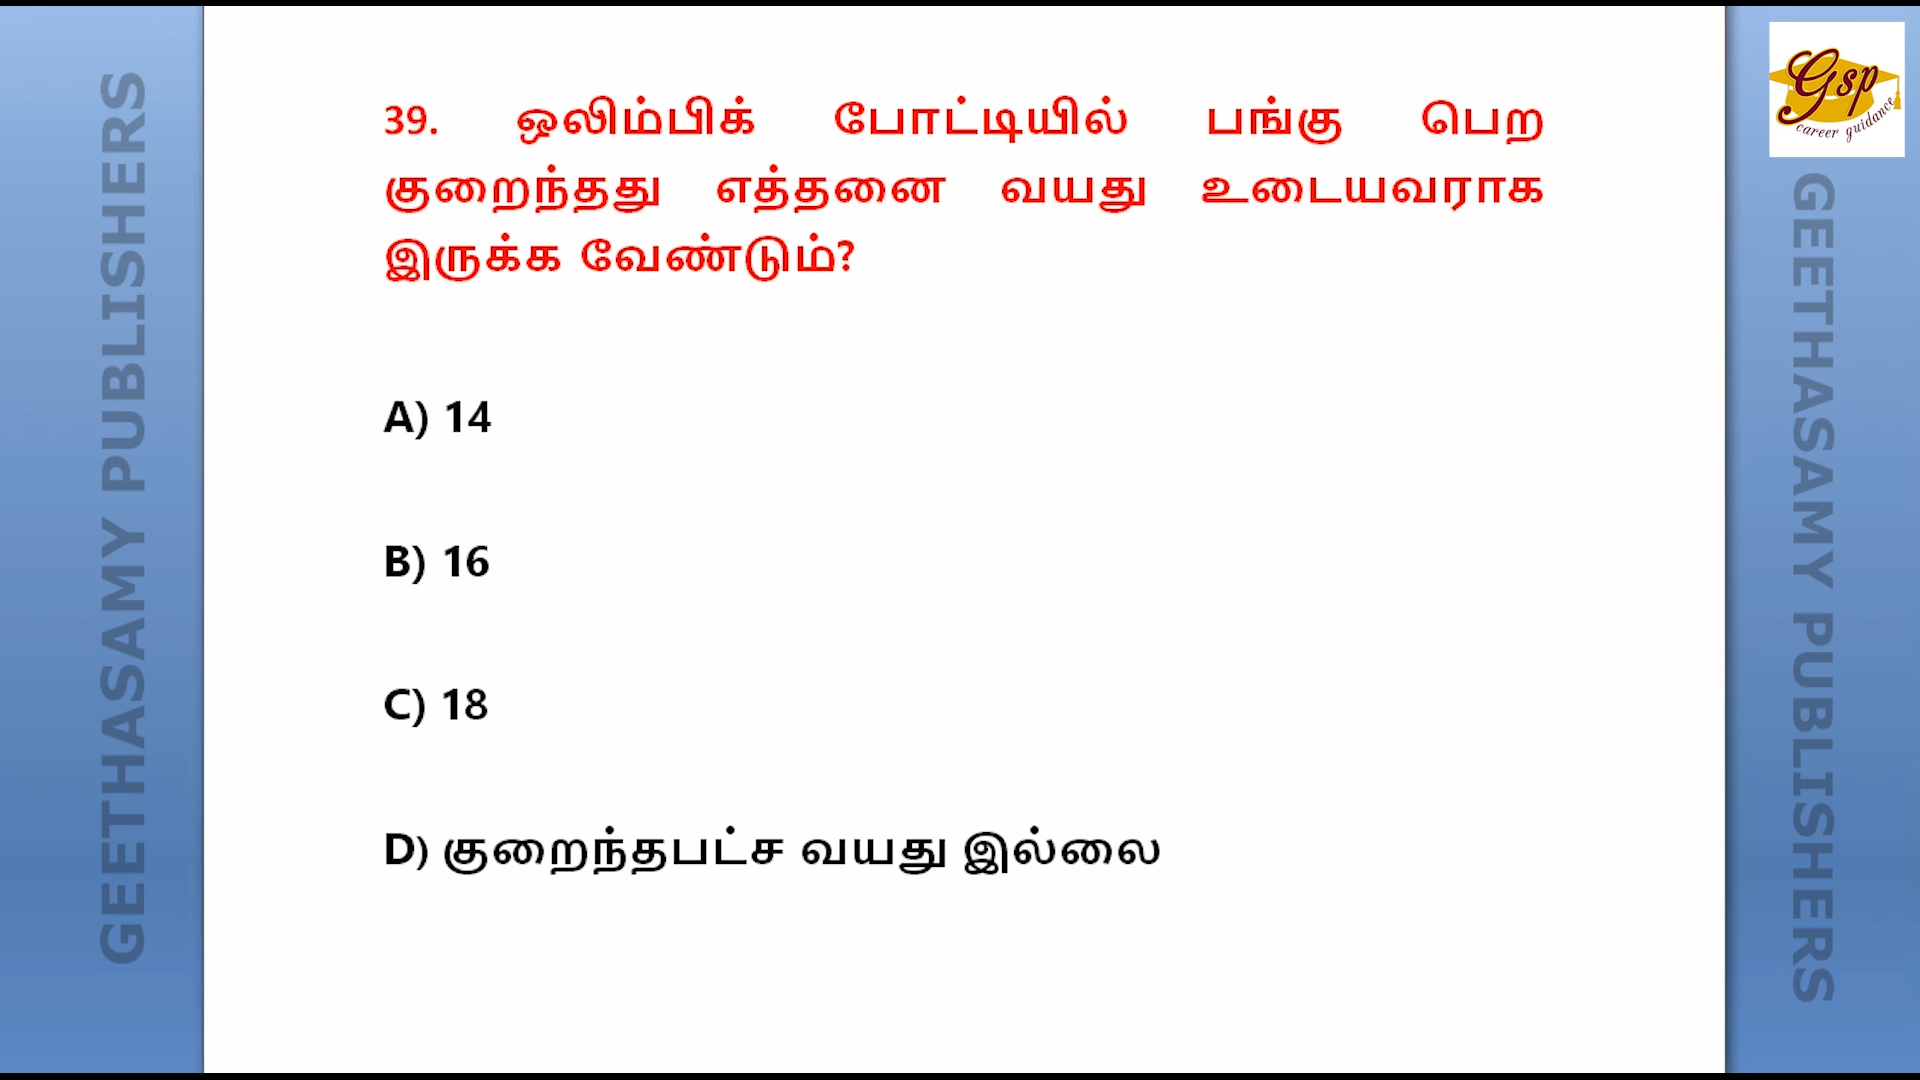 39. ஒலிம்பிக் போட்டியில் பங்கு பெற
குறைந்தது எத்தனை வயது உடையவராக
இருக்க வேண்டும்?
A) 14
B) 16
C) 18
D) குறைந்தபட்ச வயது இல்லை
GEETHASAMY PUBLISHERS
GEETHASAMY PUBLISHERS
Gsp
career guidance